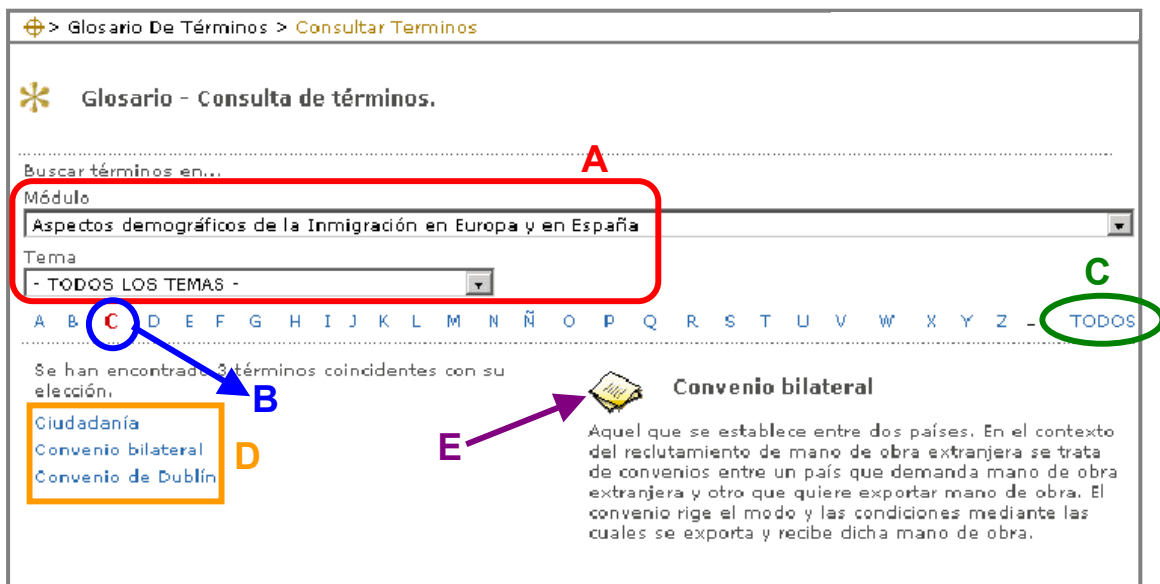 > Glosario De Términos > Consultar Terminos
Glosario - Consulta de términos.
A
Buscar términos en...
Módulo
Aspectos demográficos de la Inmigración en Europa y en España
Tema
- TODOS LOS TEMAS -
C
A B C D E F G H I J K L M N Ñ O P Q R S T U V W X Y Z - TODOS
Se han encontrado 3 términos coincidentes con su
elección.
B
Ciudadanía
Convenio bilateral
Convenio de Dublín
D
E
Convenio bilateral
Aquel que se establece entre dos países. En el contexto
del reclutamiento de mano de obra extranjera se trata
de convenios entre un país que demanda mano de obra
extranjera y otro que quiere exportar mano de obra. El
convenio rige el modo y las condiciones mediante las
cuales se exporta y recibe dicha mano de obra.